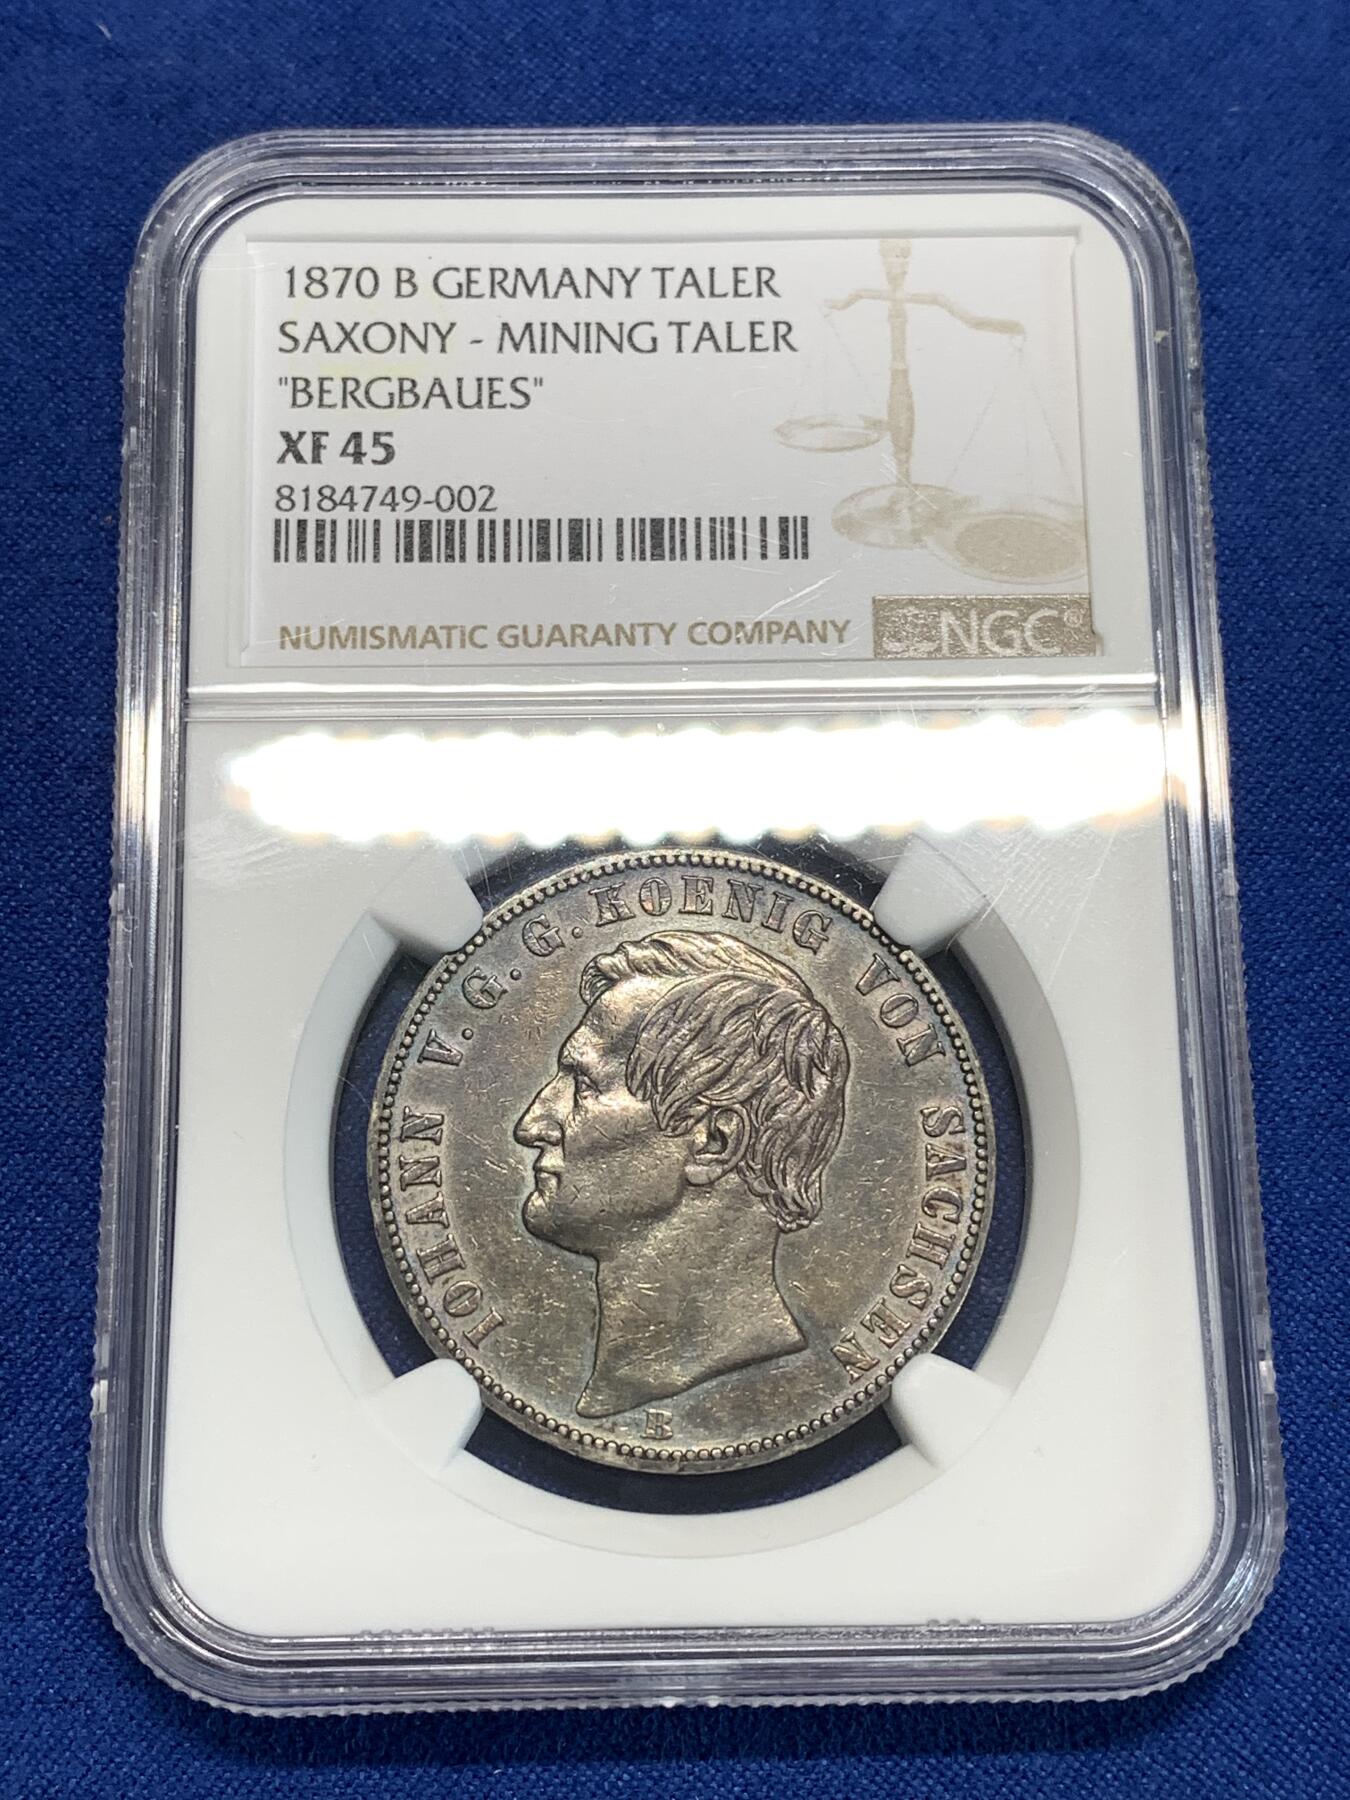 1870 B GERMANY TALER
SAXONY - MINING TALER
"BERGBAUES"
XF 45
8184749-002
NUMISMATIC GUARANTY COMPANY
NGC®
IOHANN V. G. G. KOENIG VON SACHSEN
B